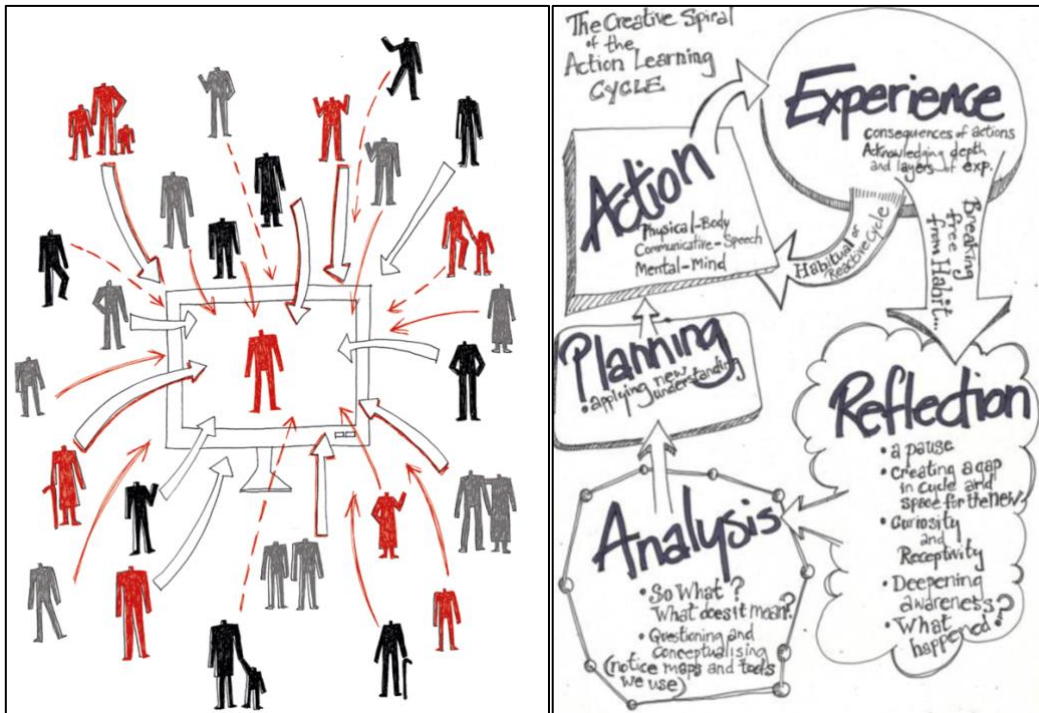 The Creative Spiral
of the
Action Learning
CYCLE
Experience
consequences of actions
Acknowledging depth
and layers of exp.
Action
Physical-Body
Communicative-Speech
Mental-Mind
Habitual or
Reactive Cycle
Breaking
free
from Habit...
Planning
• applying new
understanding
Reflection
• a pause
• Creating a gap
in cycle and
space for the new
• Curiosity
and
Receptivity
• Deepening
awareness?
• What
happened?
Analysis
• So What?
What does it mean?
• Questioning and
conceptualising
(notice maps and tools
we use)